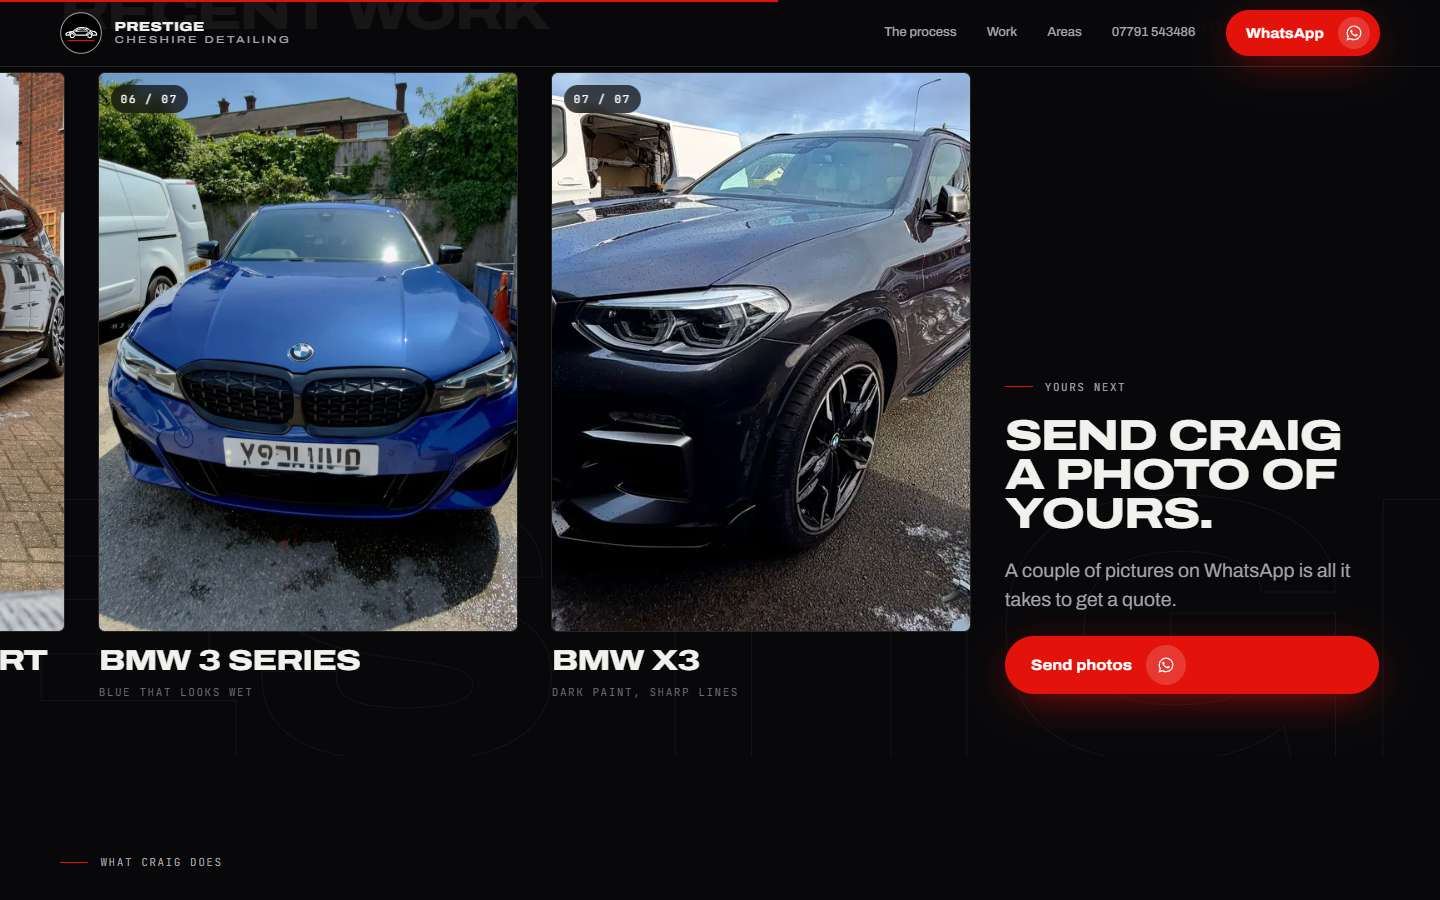 RECENT WORK
PRESTIGE
CHESHIRE DETAILING
The process
Work
Areas
07791 543486
WhatsApp
06 / 07
07 / 07
RT
BMW 3 SERIES
BLUE THAT LOOKS WET
BMW X3
DARK PAINT, SHARP LINES
YOURS NEXT
SEND CRAIG
A PHOTO OF
YOURS.
A couple of pictures on WhatsApp is all it
takes to get a quote.
Send photos
WHAT CRAIG DOES